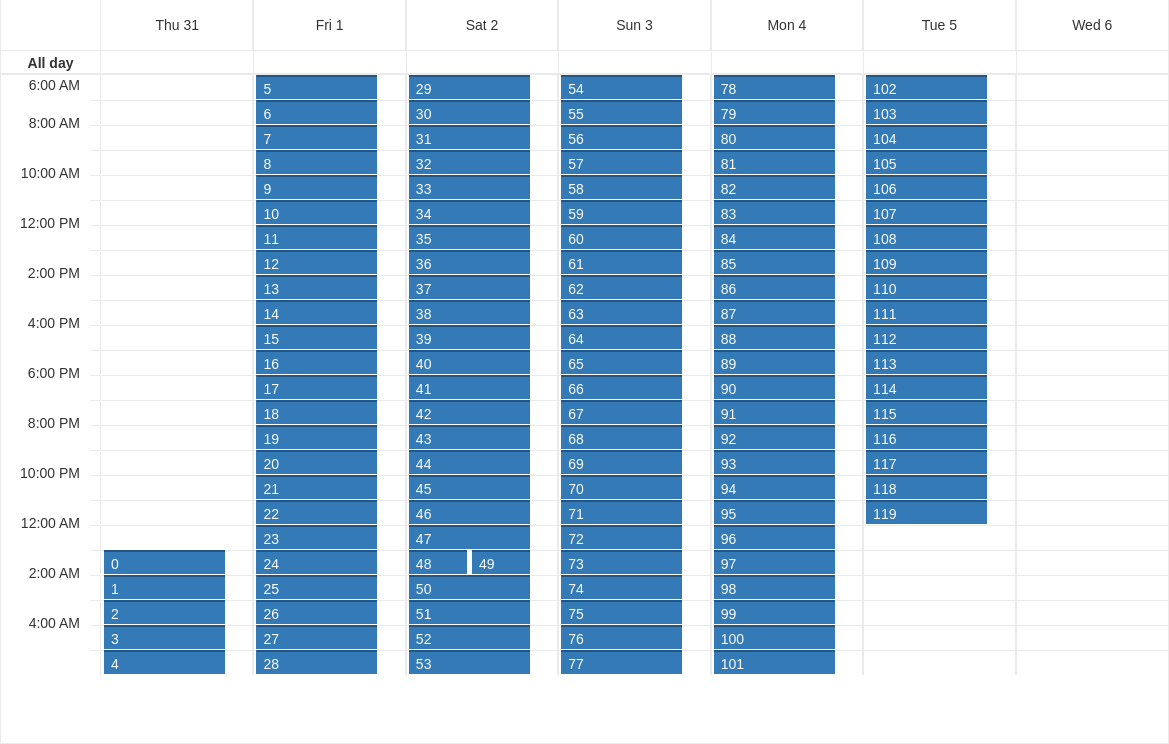 Thu 31 Fri 1 Sat 2 Sun 3 Mon 4 Tue 5 Wed 6
All day
6:00 AM 5 29 54 78 102
6 30 55 79 103
8:00 AM 7 31 56 80 104
8 32 57 81 105
10:00 AM 9 33 58 82 106
10 34 59 83 107
12:00 PM 11 35 60 84 108
12 36 61 85 109
2:00 PM 13 37 62 86 110
14 38 63 87 111
4:00 PM 15 39 64 88 112
16 40 65 89 113
6:00 PM 17 41 66 90 114
18 42 67 91 115
8:00 PM 19 43 68 92 116
20 44 69 93 117
10:00 PM 21 45 70 94 118
22 46 71 95 119
12:00 AM 23 47 72 96
0 24 48 49 73 97
2:00 AM 1 25 50 74 98
2 26 51 75 99
4:00 AM 3 27 52 76 100
4 28 53 77 101